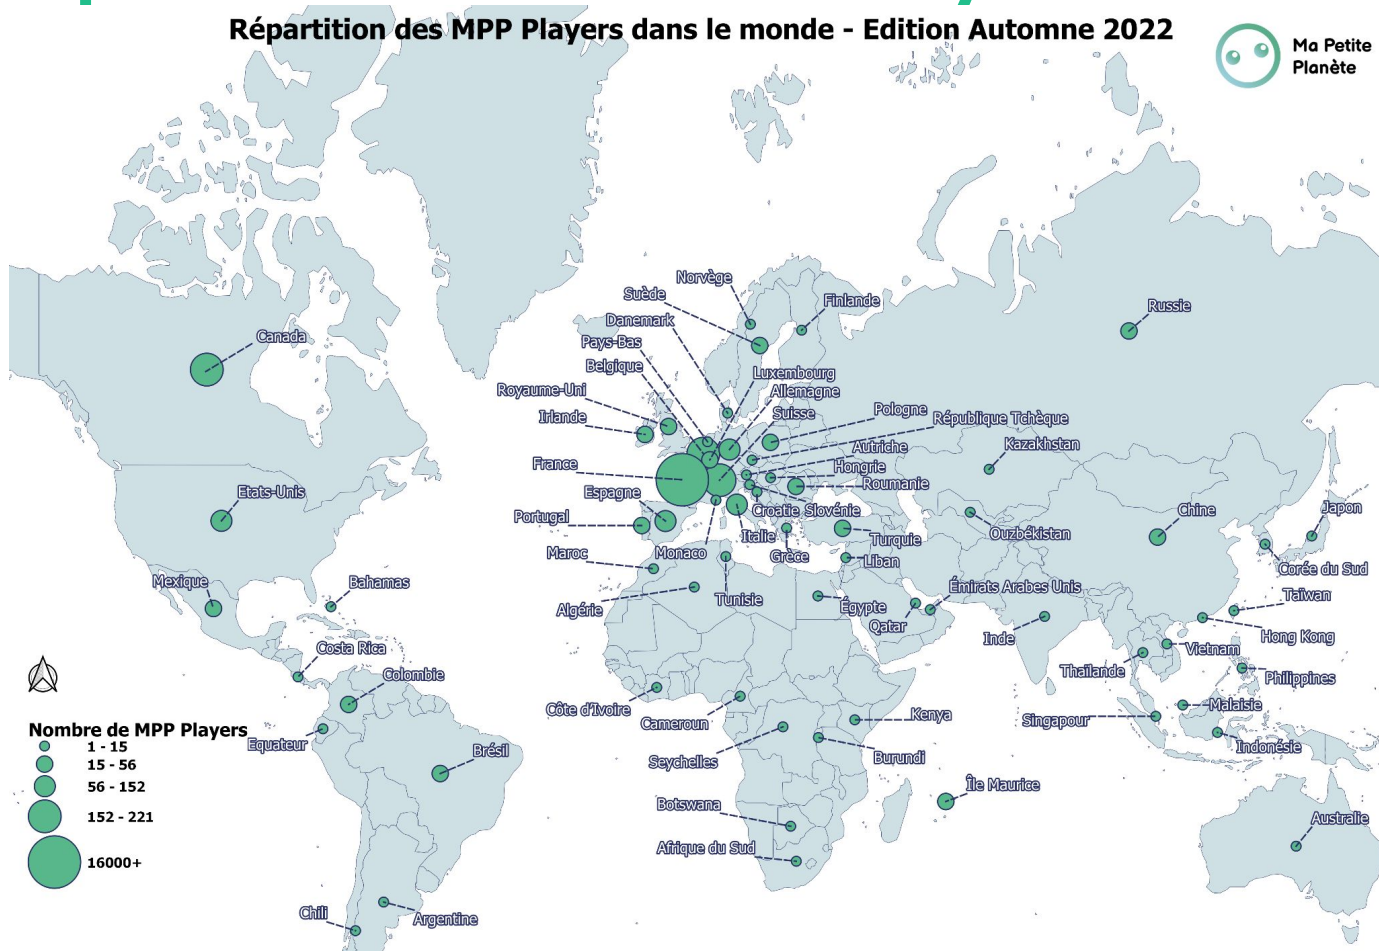 Répartition des MPP Players dans le monde - Edition Automne 2022
Ma Petite
Planète
Norvège
Suède
Finlande
Danemark
Russie
Pays-Bas
Canada
Belgique
Luxembourg
Allemagne
Royaume-Uni
Suisse
Pologne
Irlande
République Tchèque
Kazakhstan
Autriche
France
Hongrie
Roumanie
Etats-Unis
Espagne
Croatie
Slovénie
Chine
Japon
Portugal
Italie
Ouzbékistan
Turquie
Maroc
Monaco
Grèce
Liban
Corée du Sud
Mexique
Bahamas
Émirats Arabes Unis
Taïwan
Algérie
Tunisie
Égypte
Qatar
Inde
Hong Kong
Costa Rica
Vietnam
Colombie
Thaïlande
Philippines
Côte d'Ivoire
Cameroun
Kenya
Malaisie
Singapour
Nombre de MPP Players
1 - 15
15 - 56
56 - 152
152 - 221
16000+
Equateur
Brésil
Indonésie
Seychelles
Burundi
Île Maurice
Botswana
Australie
Afrique du Sud
Chili
Argentine